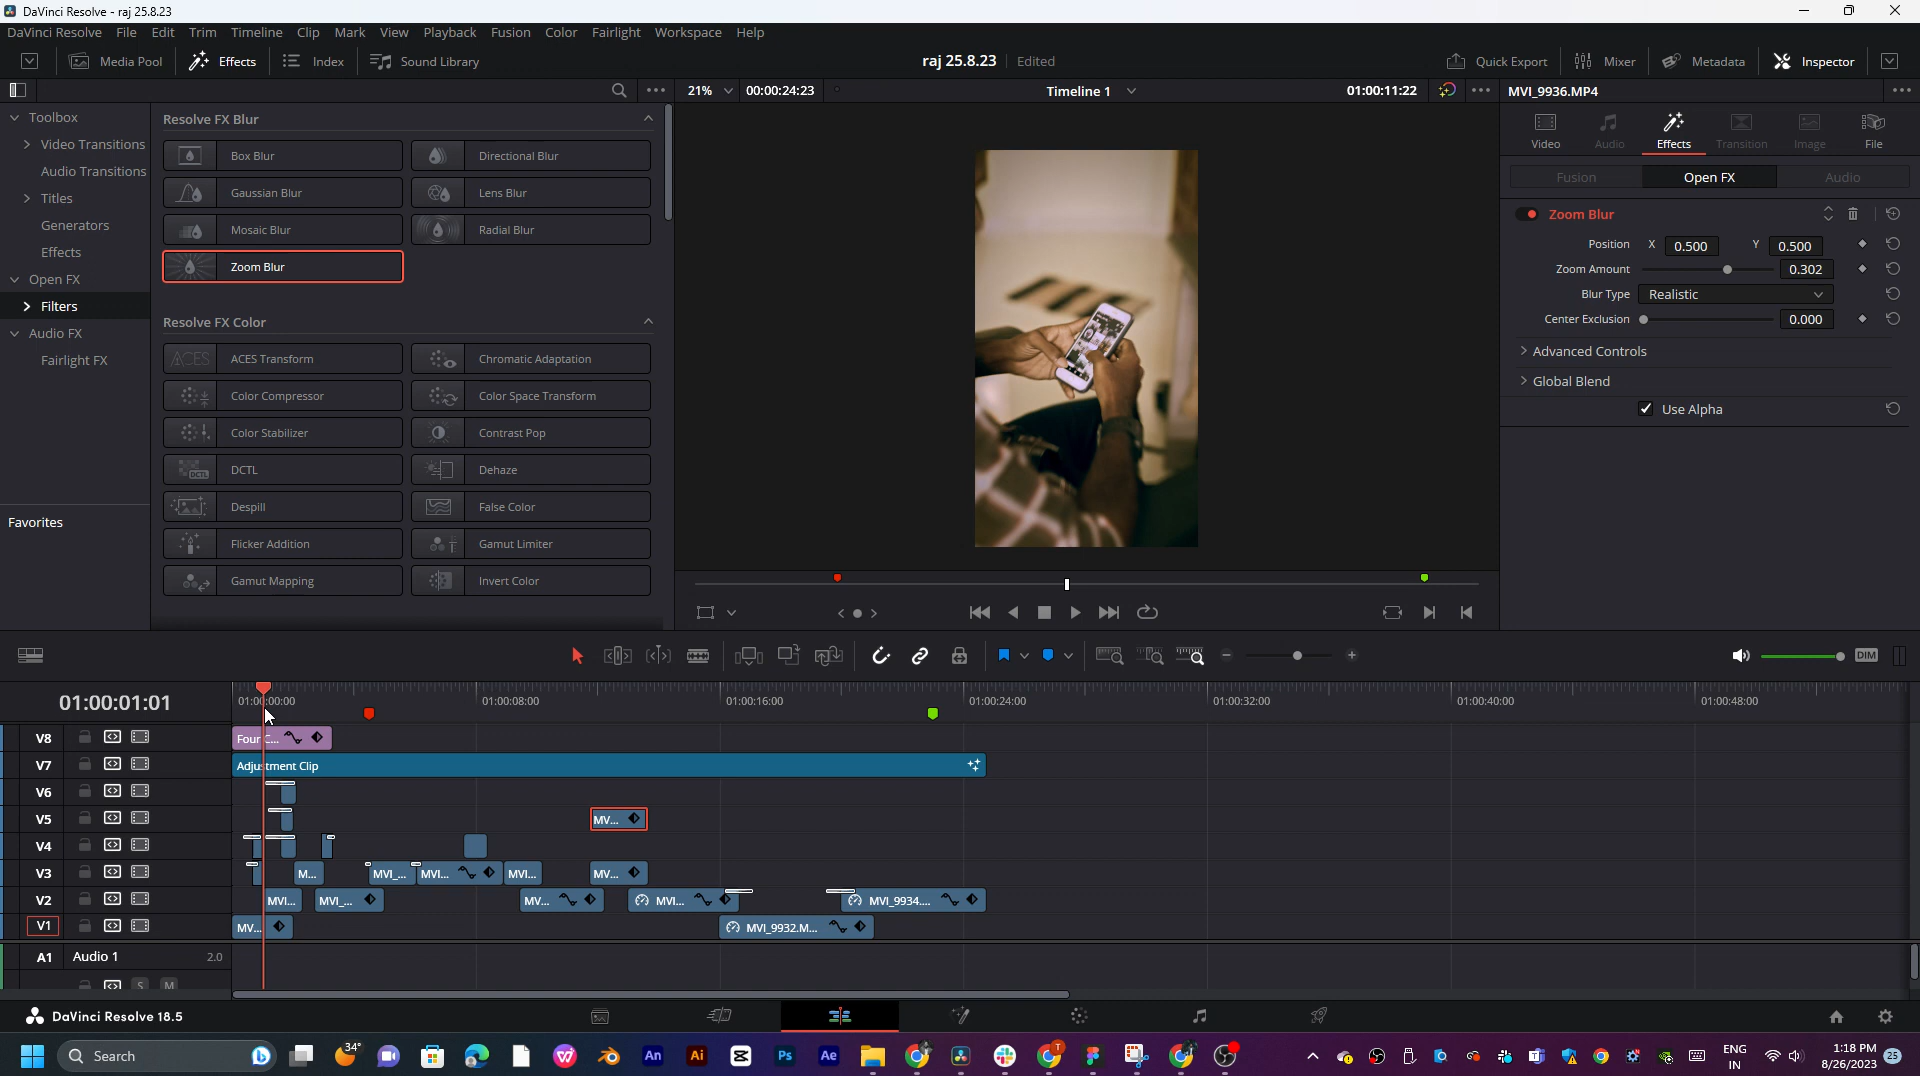 DaVinci Resolve - raj 25.8.23
DaVinci Resolve File Edit Trim Timeline Clip Mark View Playback Fusion Color Fairlight Workspace Help
Media Pool Effects Index Sound Library raj 25.8.23 Edited Quick Export Mixer Metadata Inspector
21% 00:00:24:23 Timeline 1 01:00:11:22 MVI_9936.MP4
Toolbox
Video Transitions
Audio Transitions
Titles
Generators
Effects
Open FX
Filters
Audio FX
Fairlight FX
Favorites
Resolve FX Blur
Box Blur Directional Blur
Gaussian Blur Lens Blur
Mosaic Blur Radial Blur
Zoom Blur
Resolve FX Color
ACES ACES Transform Chromatic Adaptation
Color Compressor Color Space Transform
Color Stabilizer Contrast Pop
DCTL DCTL Dehaze
Despill False Color
Flicker Addition Gamut Limiter
Gamut Mapping Invert Color
Video Audio Effects Transition Image File
Fusion Open FX Audio
Zoom Blur
Position X 0.500 Y 0.500
Zoom Amount 0.302
Blur Type Realistic
Center Exclusion 0.000
Advanced Controls
Global Blend
Use Alpha
DIM
01:00:01:01 01:00:00:00 01:00:08:00 01:00:16:00 01:00:24:00 01:00:32:00 01:00:40:00 01:00:48:00
V8 Four C...
V7 Adjustment Clip
V6
V5 MV...
V4
V3 M... MVI_... MVI... MVI... MV...
V2 MVI... MVI_... MV... MVI... MVI_9934....
V1 MV... MVI_9932.M...
A1 Audio 1 2.0
S M
DaVinci Resolve 18.5
Search 34° An Ai Ps Ae T ENG IN 1:18 PM 8/26/2023 25